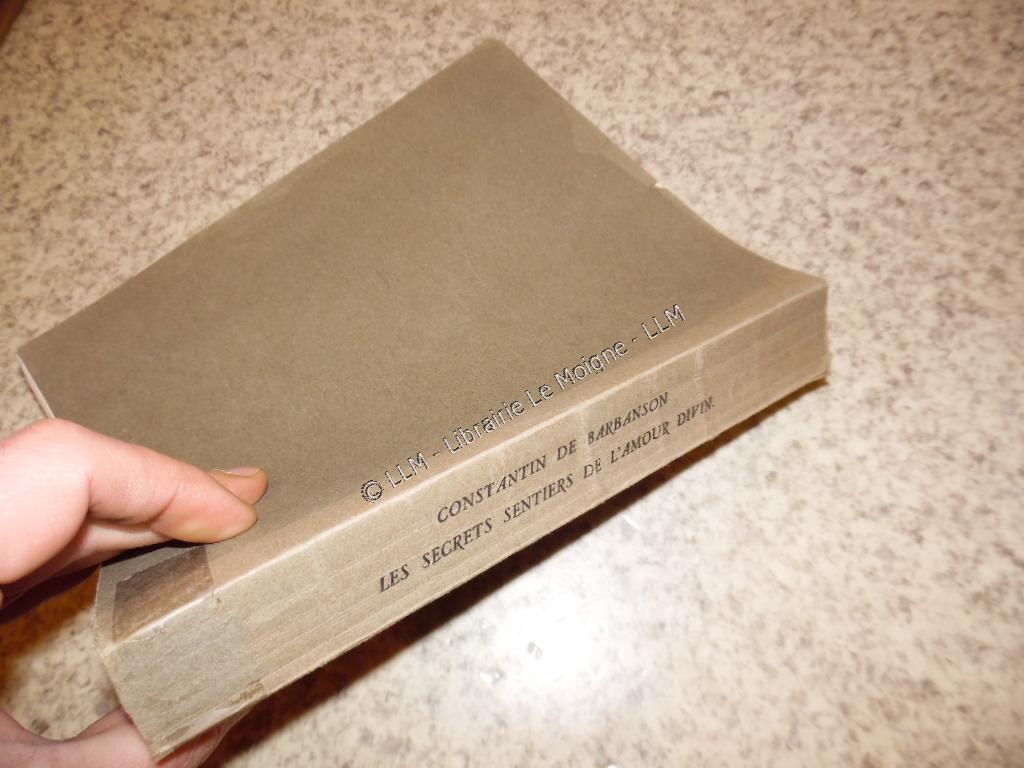 © LLM - Librairie Le Moigne - LLM
CONSTANTIN DE BARBANSON
LES SECRETS SENTIERS DE L'AMOUR DIVIN.